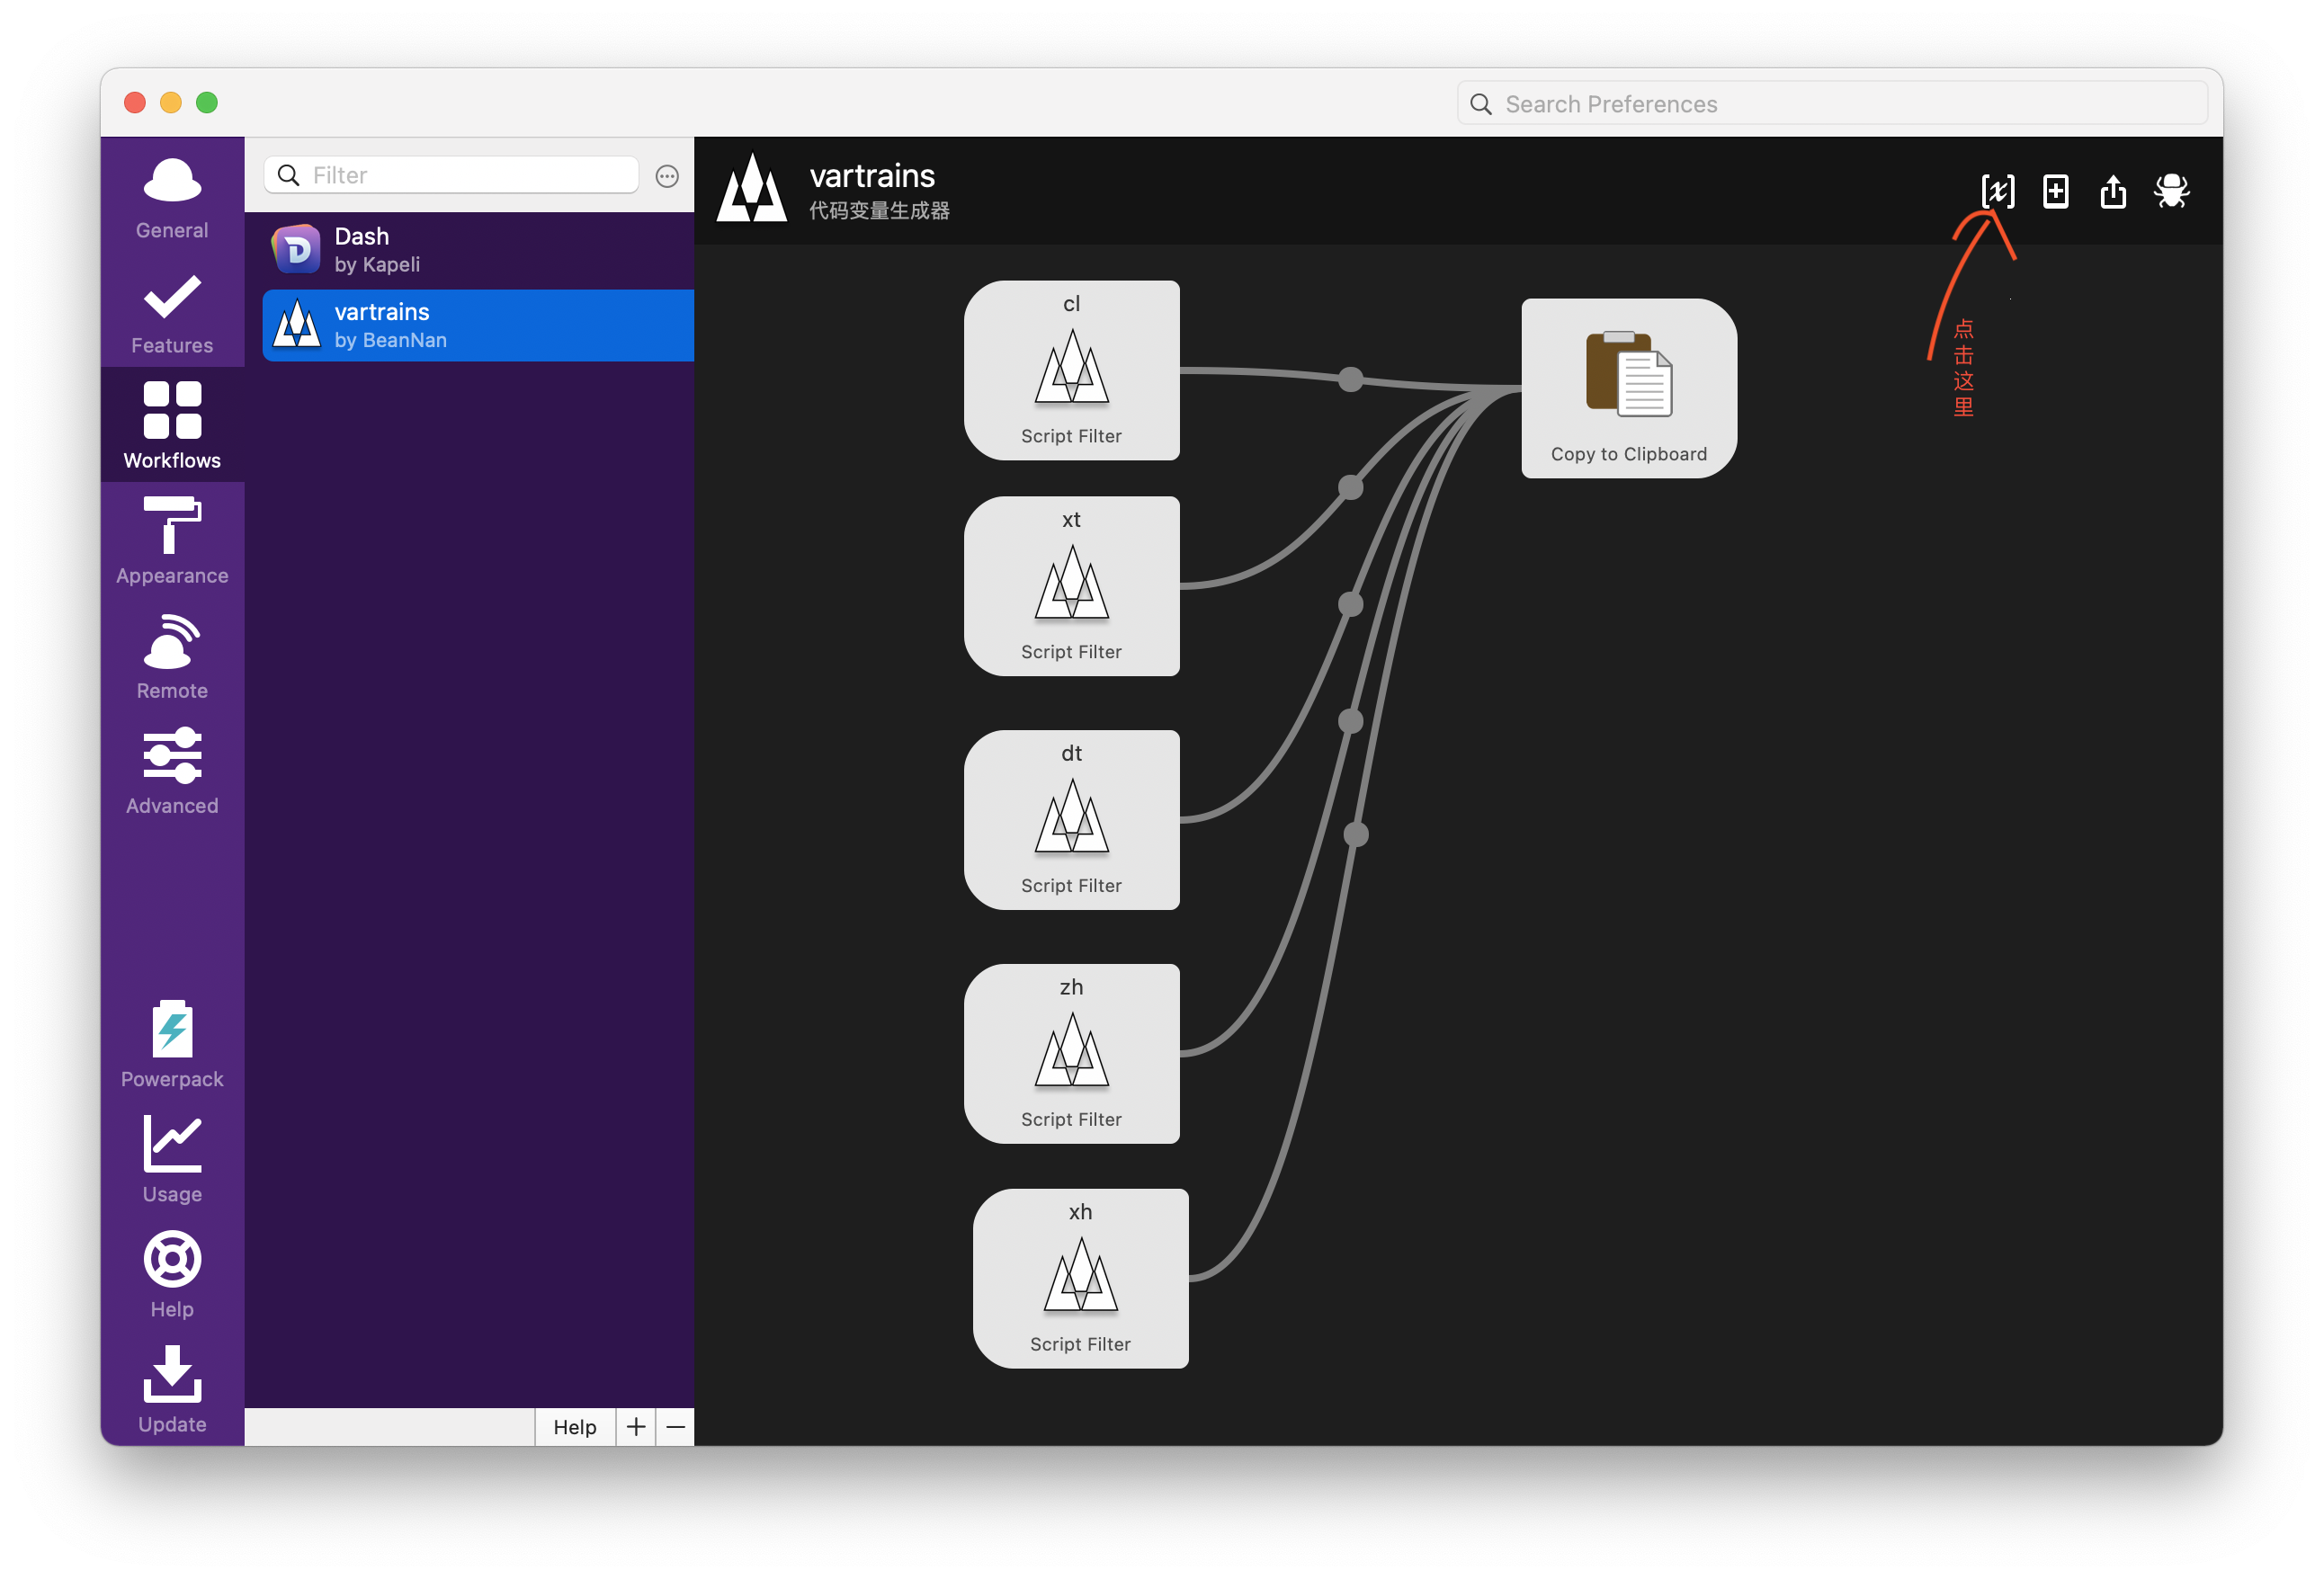 Search Preferences
General
Features
Workflows
Appearance
Remote
Advanced
Powerpack
Usage
Help
Update
Filter
Dash
by Kapeli
vartrains
by BeanNan
Help
vartrains
代码变量生成器
[x]
点
击
这
里
cl
Script Filter
xt
Script Filter
dt
Script Filter
zh
Script Filter
xh
Script Filter
Copy to Clipboard